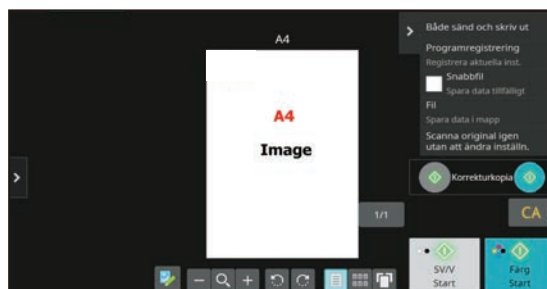 A4
A4
Image
1/1
Både sänd och skriv ut
Programregistrering
Registrera aktuella inst.
Snabbfil
Spara data tillfälligt
Fil
Spara data i mapp
Scanna original igen
utan att ändra inställn.
Korrekturkopia
CA
SV/V
Start
Färg
Start